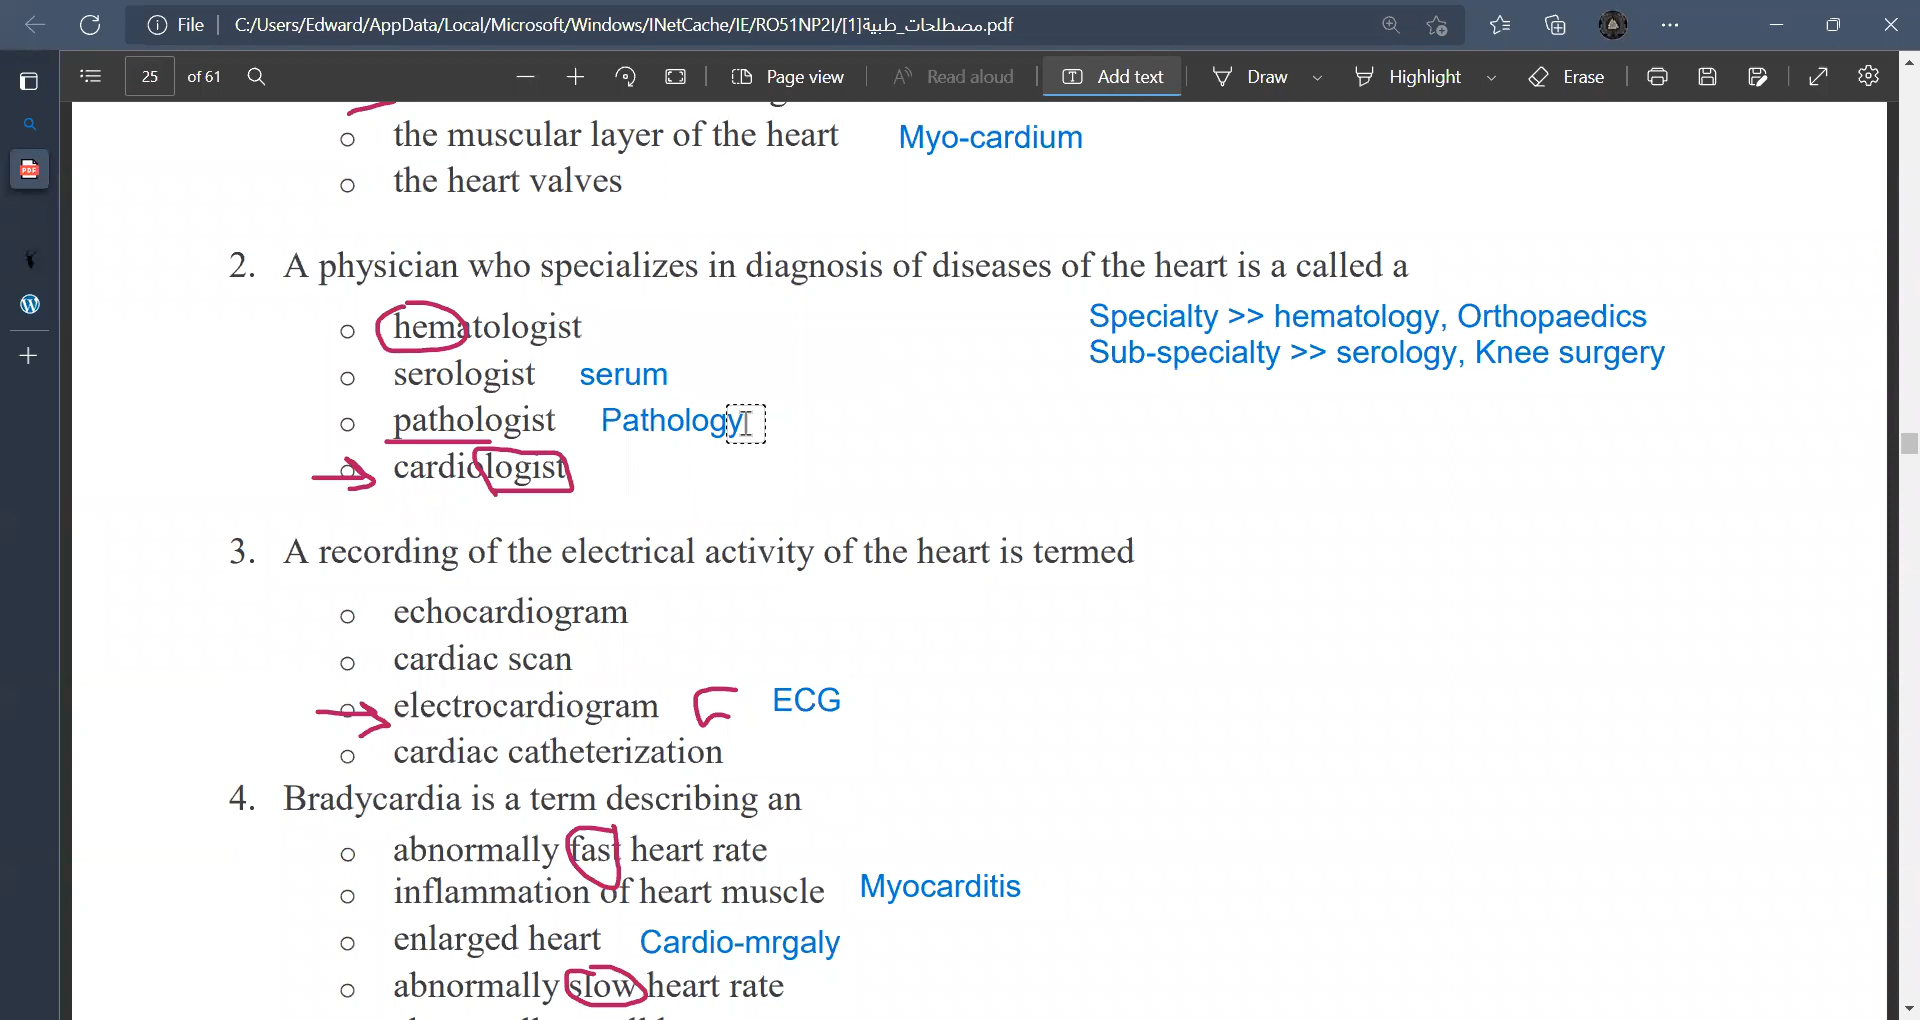 File
C:/Users/Edward/AppData/Local/Microsoft/Windows/INetCache/IE/RO51NP2I/[1]مصطلحات_طبية.pdf
25 of 61
Page view
Read aloud
Add text
Draw
Highlight
Erase
PDF
the muscular layer of the heart Myo-cardium
the heart valves
2. A physician who specializes in diagnosis of diseases of the heart is a called a
hematologist
Specialty >> hematology, Orthopaedics
Sub-specialty >> serology, Knee surgery
serologist serum
pathologist Pathology
cardiologist
3. A recording of the electrical activity of the heart is termed
echocardiogram
cardiac scan
electrocardiogram ECG
cardiac catheterization
4. Bradycardia is a term describing an
abnormally fast heart rate
inflammation of heart muscle Myocarditis
enlarged heart Cardio-mrgaly
abnormally slow heart rate